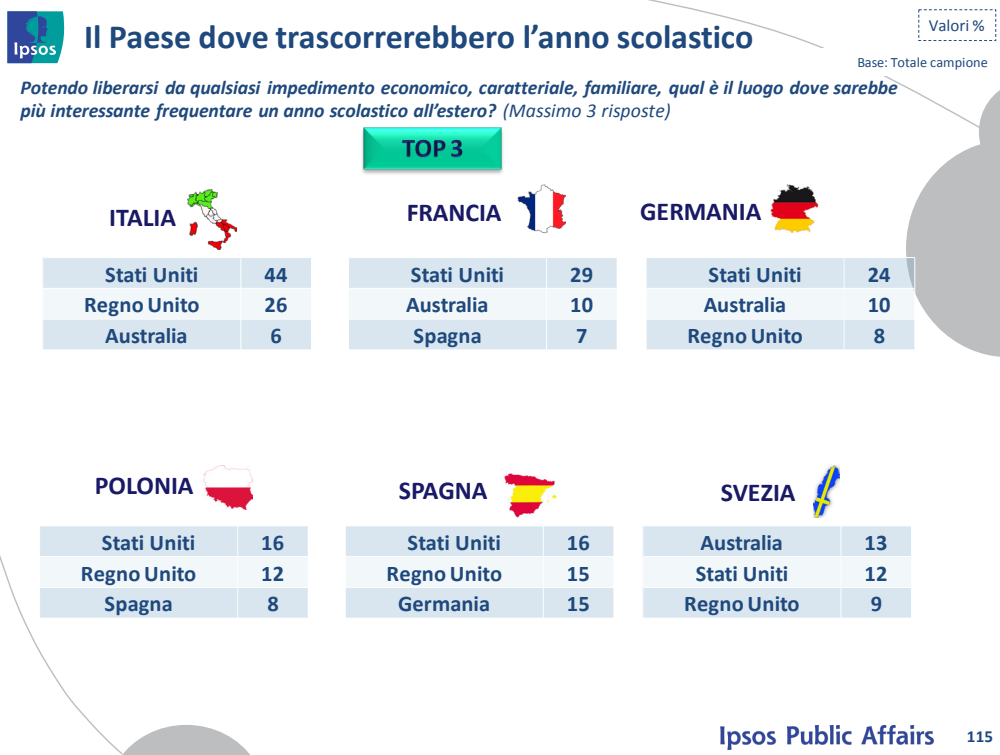 Ipsos
Il Paese dove trascorrerebbero l’anno scolastico
Valori %
Base: Totale campione
Potendo liberarsi da qualsiasi impedimento economico, caratteriale, familiare, qual è il luogo dove sarebbe
più interessante frequentare un anno scolastico all’estero? (Massimo 3 risposte)
TOP 3
ITALIA
Stati Uniti 44
Regno Unito 26
Australia 6
FRANCIA
Stati Uniti 29
Australia 10
Spagna 7
GERMANIA
Stati Uniti 24
Australia 10
Regno Unito 8
POLONIA
Stati Uniti 16
Regno Unito 12
Spagna 8
SPAGNA
Stati Uniti 16
Regno Unito 15
Germania 15
SVEZIA
Australia 13
Stati Uniti 12
Regno Unito 9
Ipsos Public Affairs 115